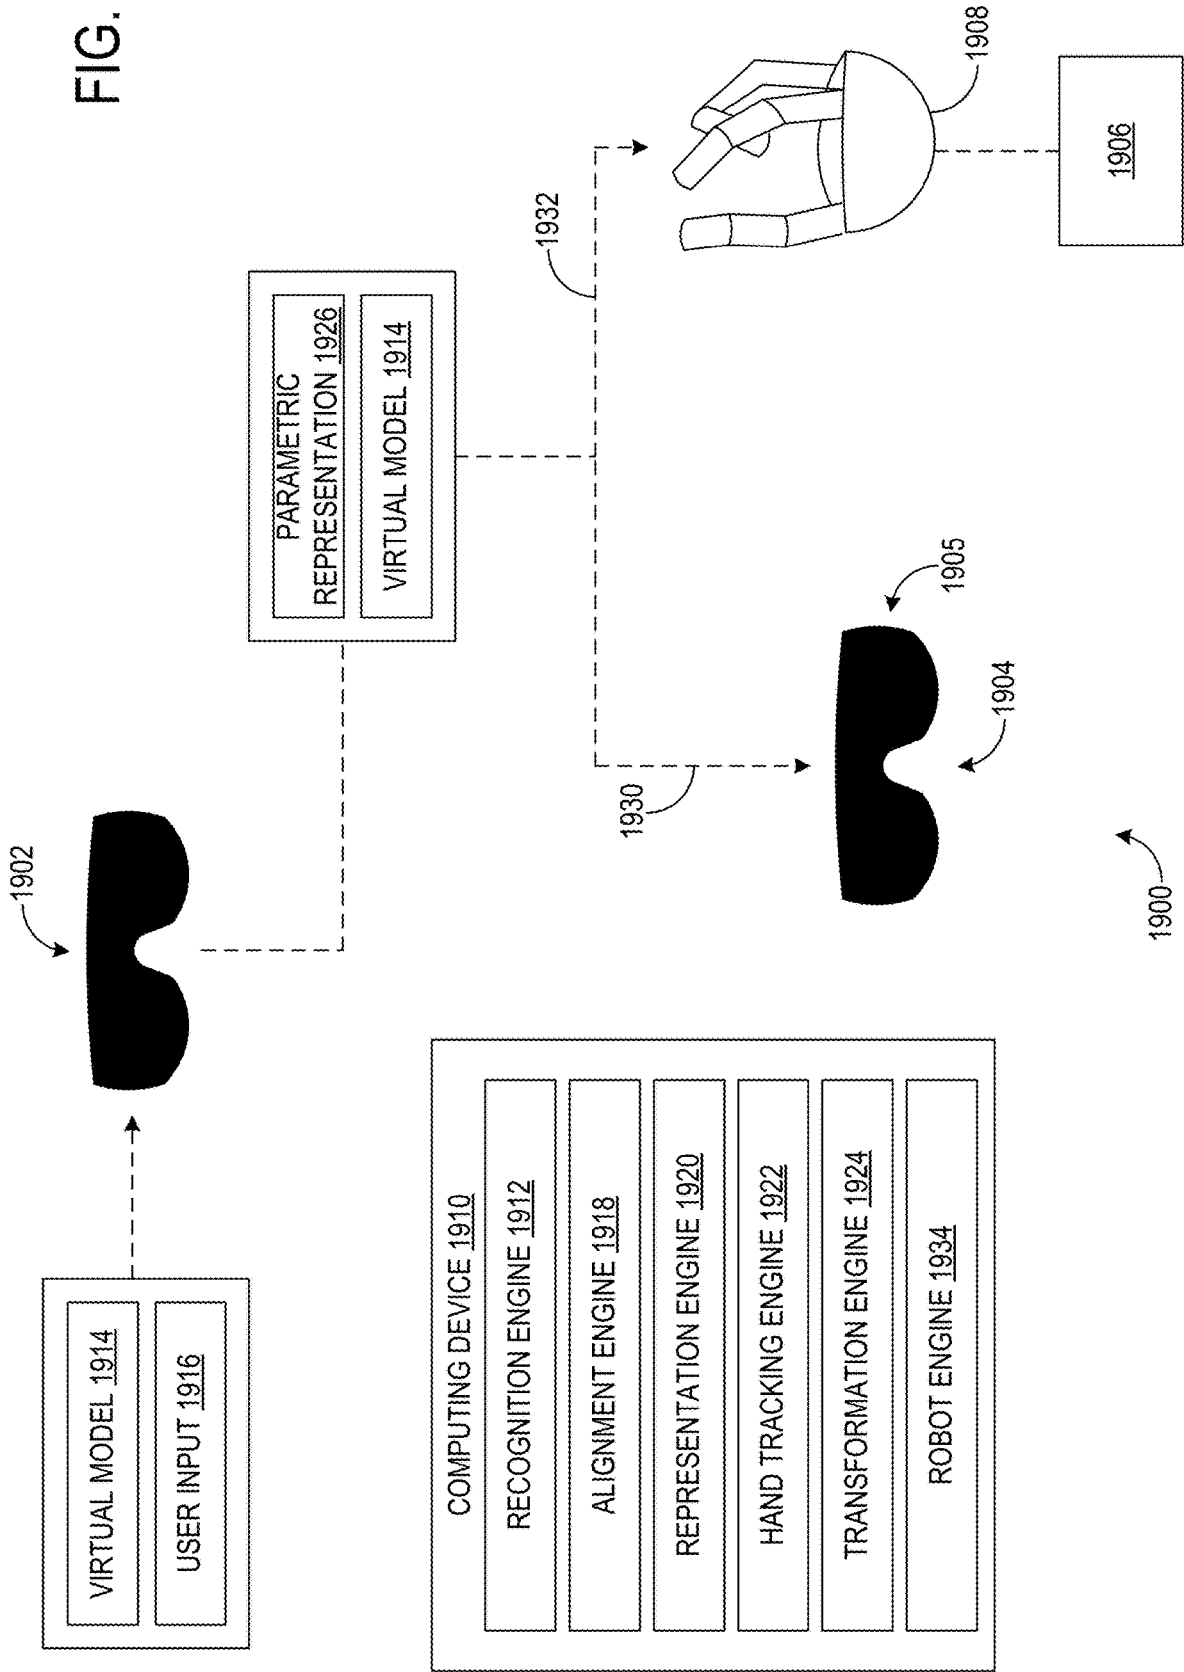 FIG.
1902
VIRTUAL MODEL 1914
USER INPUT 1916
PARAMETRIC
REPRESENTATION 1926
VIRTUAL MODEL 1914
1932
1930
1908
1906
1905
1904
1900
COMPUTING DEVICE 1910
RECOGNITION ENGINE 1912
ALIGNMENT ENGINE 1918
REPRESENTATION ENGINE 1920
HAND TRACKING ENGINE 1922
TRANSFORMATION ENGINE 1924
ROBOT ENGINE 1934